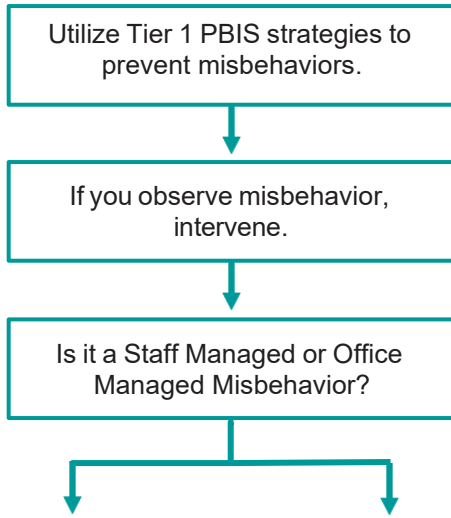 Utilize Tier 1 PBIS strategies to
prevent misbehaviors.
If you observe misbehavior,
intervene.
Is it a Staff Managed or Office
Managed Misbehavior?